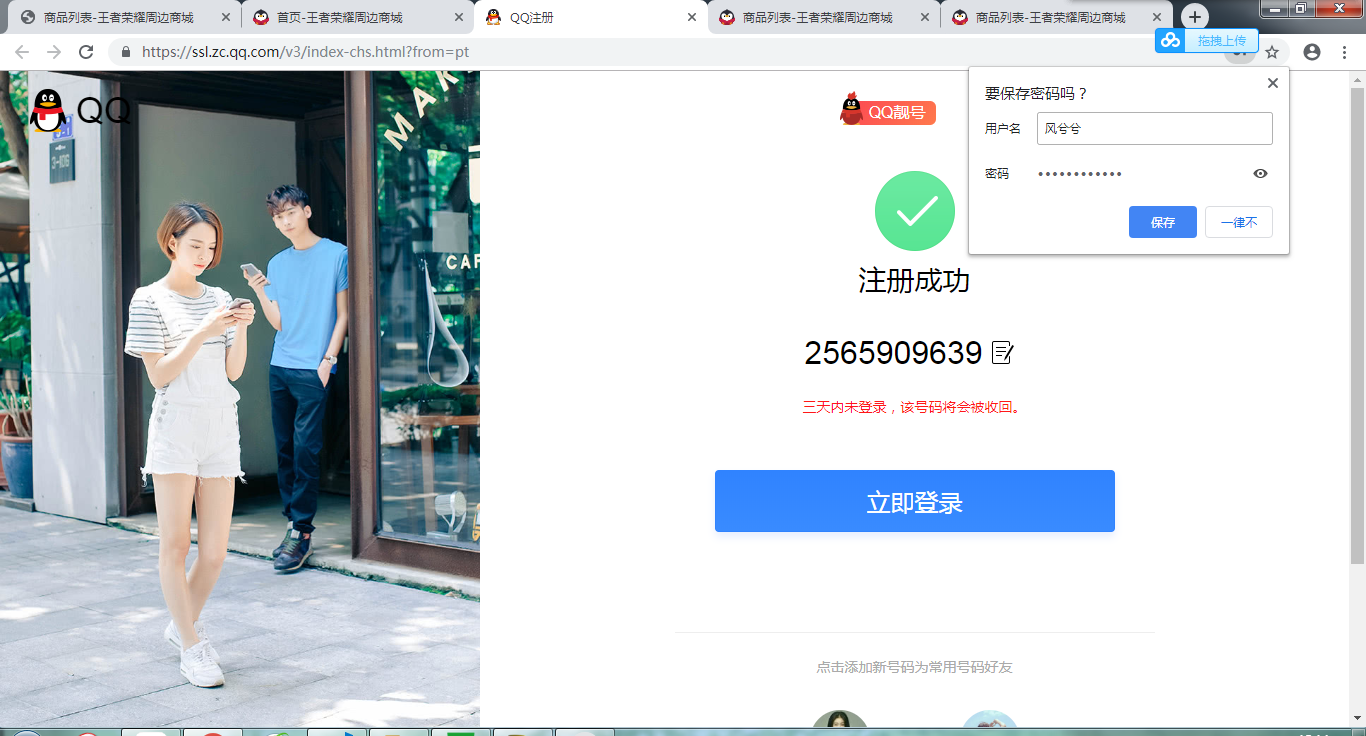 商品列表-王者荣耀周边商城
首页-王者荣耀周边商城
QQ注册
商品列表-王者荣耀周边商城
商品列表-王者荣耀周边商城
拖拽上传
https://ssl.zc.qq.com/v3/index-chs.html?from=pt
要保存密码吗？
用户名
风兮兮
密码
••••••••••••
保存
一律不
QQ
MAK
CAF
QQ靓号
注册成功
2565909639
三天内未登录，该号码将会被收回。
立即登录
点击添加新号码为常用号码好友